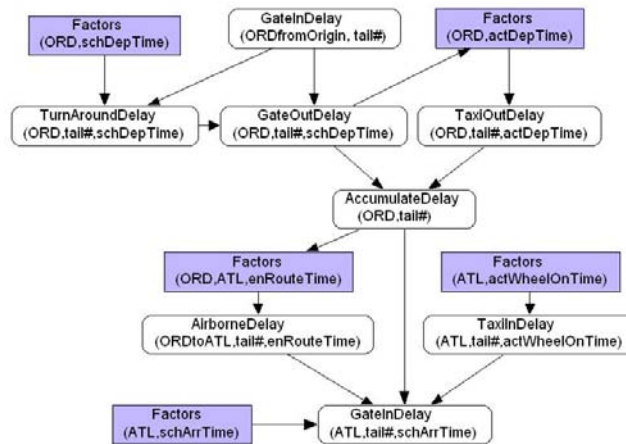 Factors
(ORD,schDepTime)
GateInDelay
(ORDfromOrigin, tail#)
Factors
(ORD,actDepTime)
TurnAroundDelay
(ORD,tail#,schDepTime)
GateOutDelay
(ORD,tail#,schDepTime)
TaxiOutDelay
(ORD,tail#,actDepTime)
AccumulateDelay
(ORD,tail#)
Factors
(ORD,ATL,enRouteTime)
Factors
(ATL,actWheelOnTime)
AirborneDelay
(ORDtoATL,tail#,enRouteTime)
TaxiInDelay
(ATL,tail#,actWheelOnTime)
Factors
(ATL,schArrTime)
GateInDelay
(ATL,tail#,schArrTime)